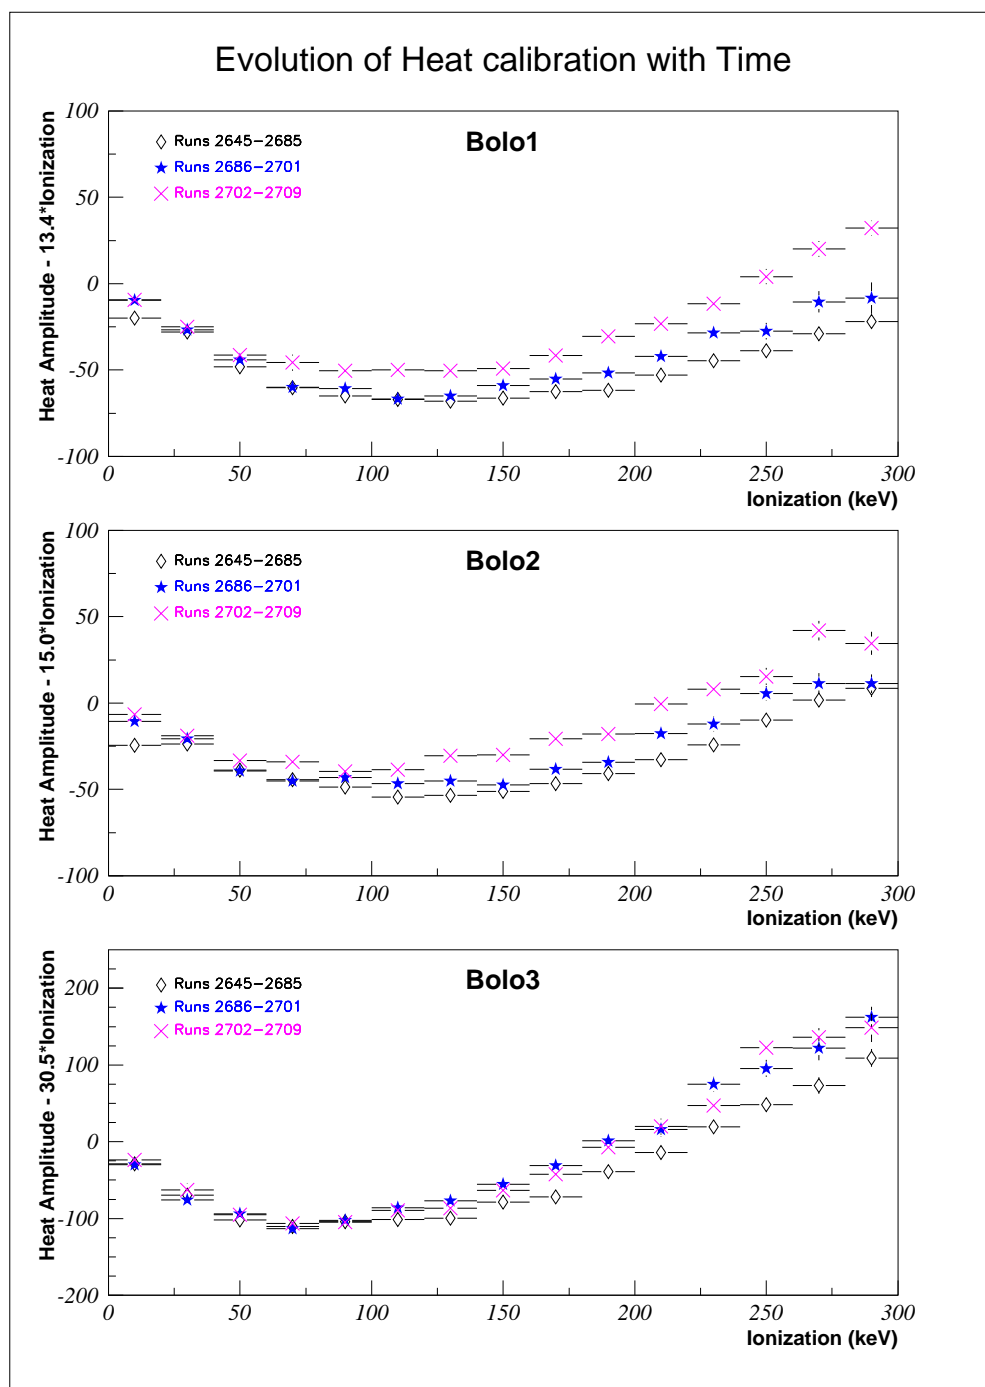 Evolution of Heat calibration with Time
Heat Amplitude - 13.4*Ionization
Bolo1
Runs 2645-2685
Runs 2686-2701
Runs 2702-2709
100
50
0
-50
-100
0 50 100 150 200 250 300
Ionization (keV)
Heat Amplitude - 15.0*Ionization
Bolo2
Runs 2645-2685
Runs 2686-2701
Runs 2702-2709
100
50
0
-50
-100
0 50 100 150 200 250 300
Ionization (keV)
Heat Amplitude - 30.5*Ionization
Bolo3
Runs 2645-2685
Runs 2686-2701
Runs 2702-2709
200
100
0
-100
-200
0 50 100 150 200 250 300
Ionization (keV)